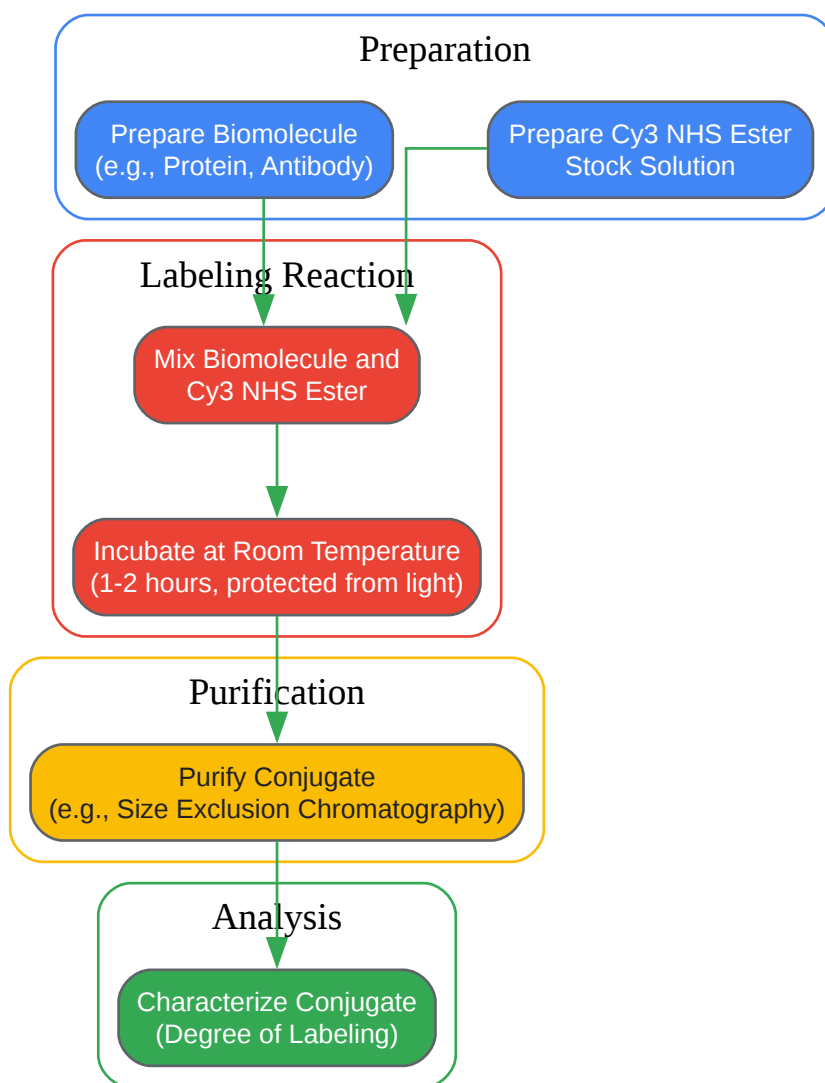 Preparation
Prepare Biomolecule
(e.g., Protein, Antibody)
Prepare Cy3 NHS Ester
Stock Solution
Labeling Reaction
Mix Biomolecule and
Cy3 NHS Ester
Incubate at Room Temperature
(1-2 hours, protected from light)
Purification
Purify Conjugate
(e.g., Size Exclusion Chromatography)
Analysis
Characterize Conjugate
(Degree of Labeling)